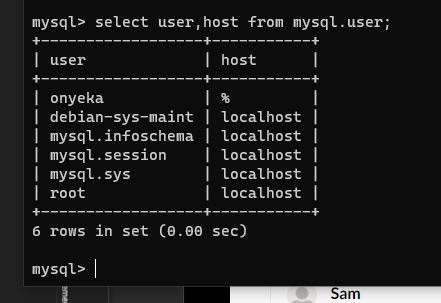 mysql> select user,host from mysql.user;
+------------------+-----------+
| user             | host      |
+------------------+-----------+
| onyeka           | %         |
| debian-sys-maint | localhost |
| mysql.infoschema | localhost |
| mysql.session    | localhost |
| mysql.sys        | localhost |
| root             | localhost |
+------------------+-----------+
6 rows in set (0.00 sec)
mysql>
Sam